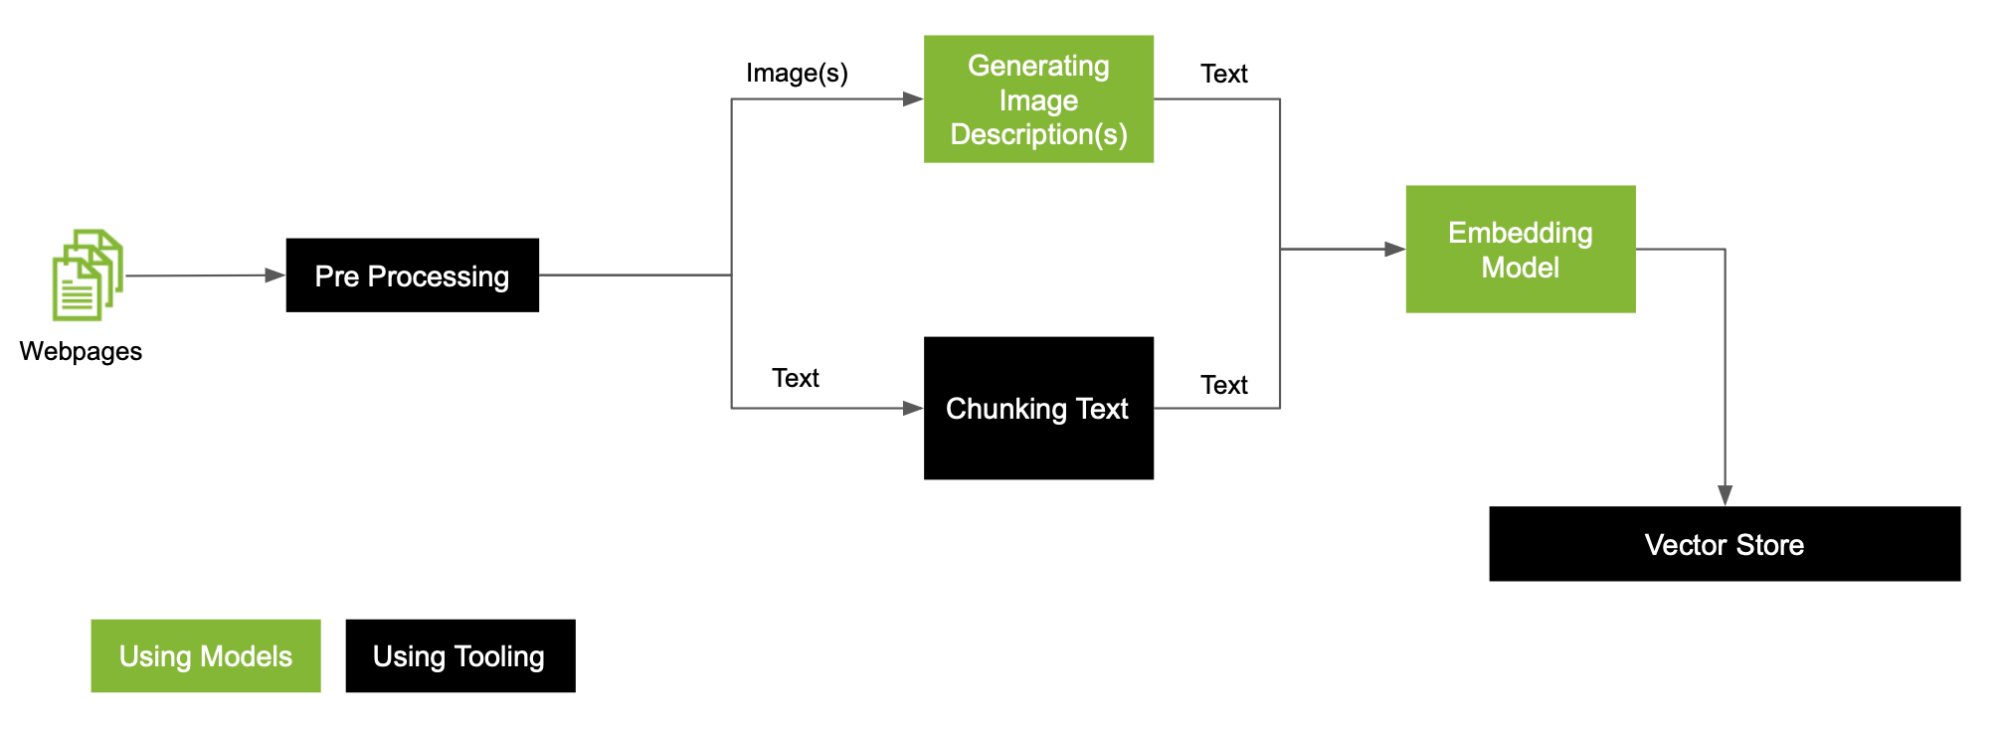 Webpages
Pre Processing
Image(s)
Text
Generating
Image
Description(s)
Chunking Text
Text
Text
Embedding
Model
Vector Store
Using Models
Using Tooling